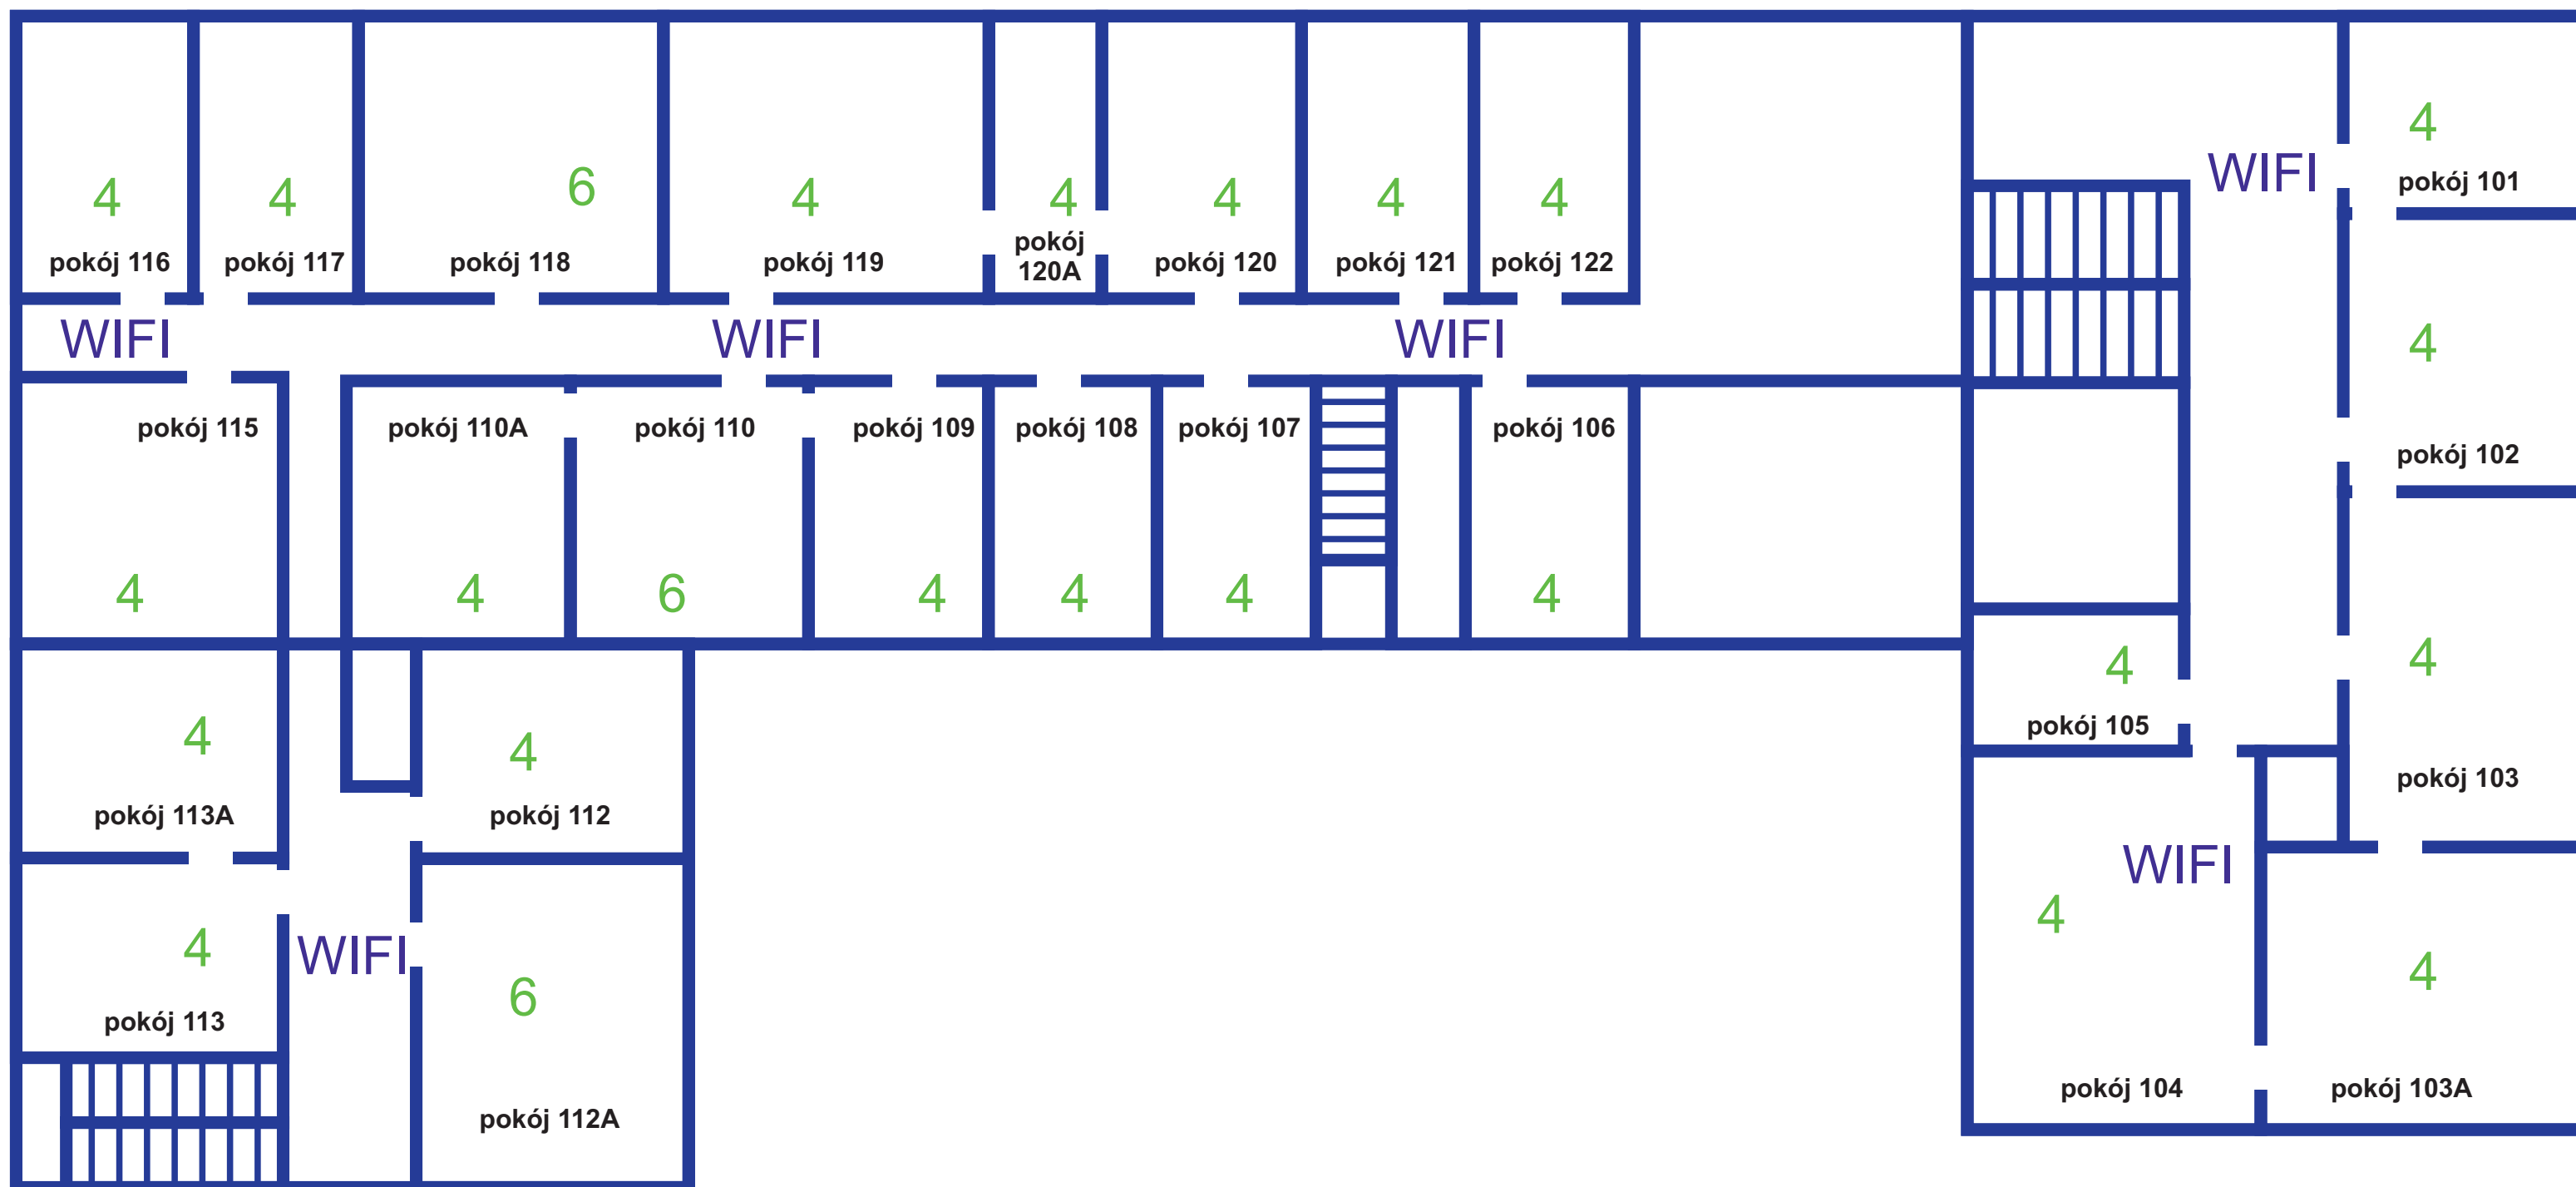 4
4
6
4
4
4
4
4
4
WIFI
pokój 101
pokój 116
pokój 117
pokój 118
pokój 119
pokój
120A
pokój 120
pokój 121
pokój 122
WIFI
WIFI
WIFI
4
pokój 115
pokój 110A
pokój 110
pokój 109
pokój 108
pokój 107
pokój 106
pokój 102
4
4
6
4
4
4
4
4
4
pokój 105
pokój 103
4
pokój 113A
4
pokój 112
WIFI
4
4
4
pokój 113
WIFI
6
pokój 112A
pokój 104
pokój 103A